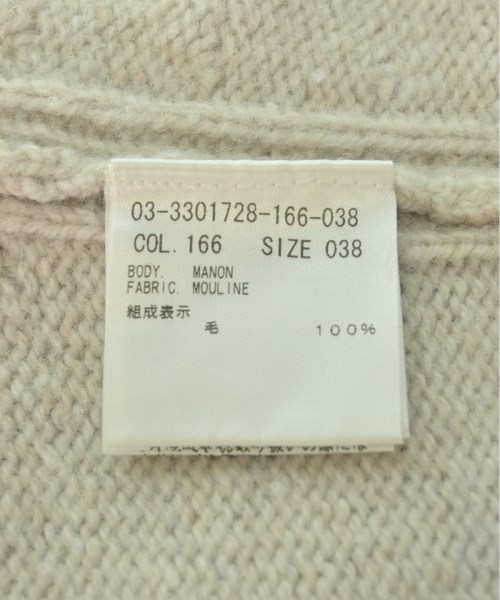 03-3301728-166-038
COL. 166 SIZE 038
BODY. MANON
FABRIC. MOULINE
組成表示
毛 100%